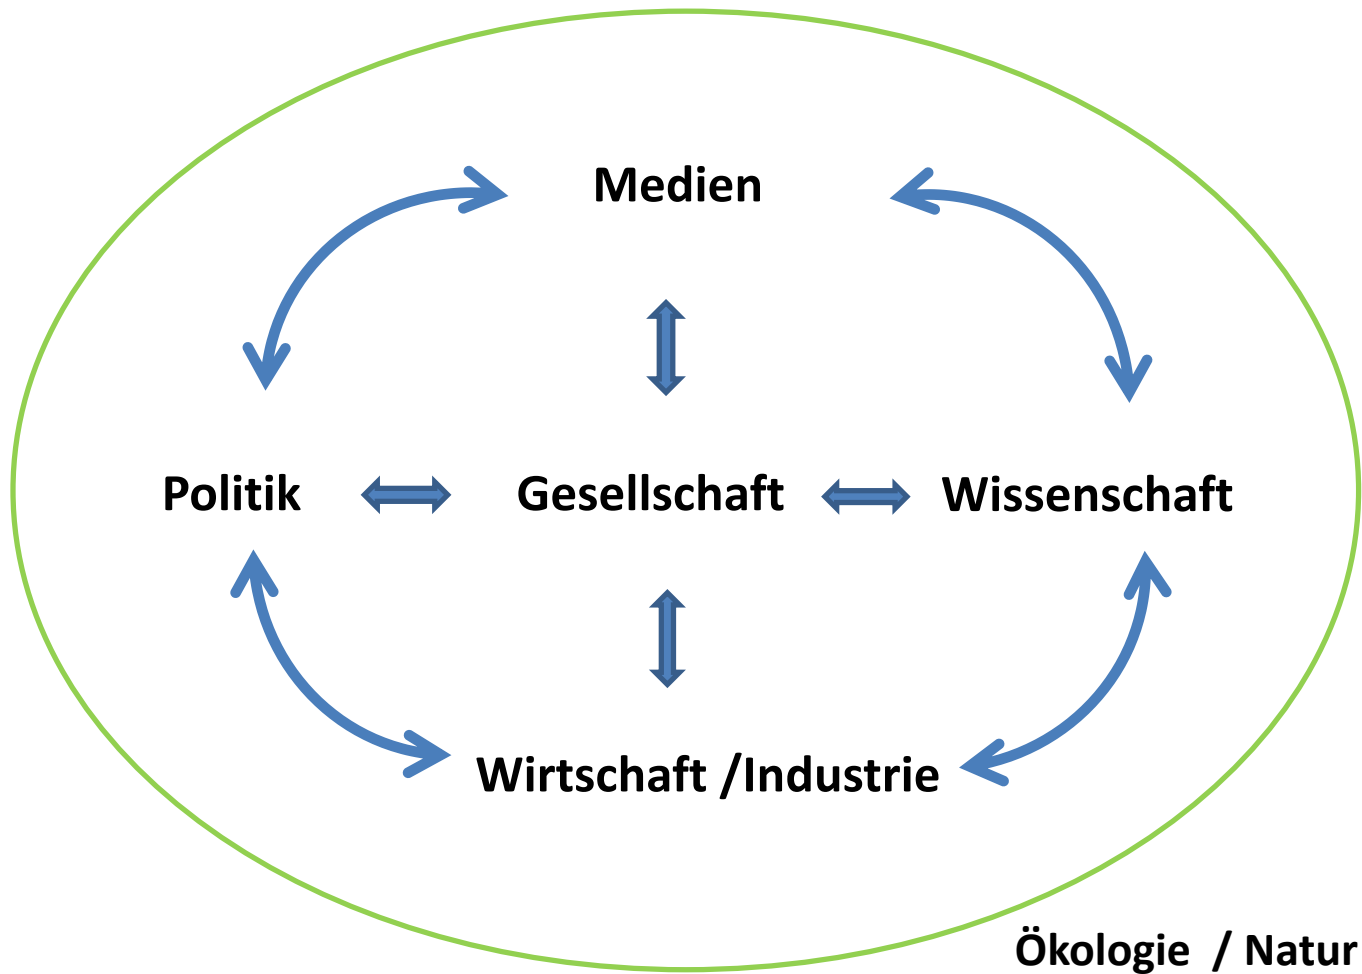 Medien
Politik
Gesellschaft
Wissenschaft
Wirtschaft /Industrie
Ökologie / Natur